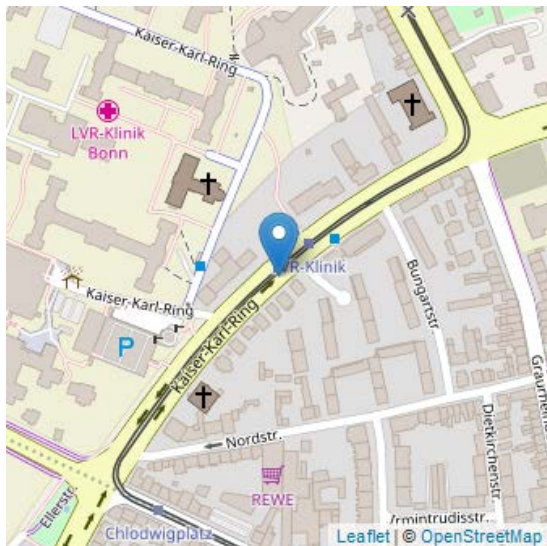 Kaiser-Karl-Ring
LVR-Klinik
Bonn
LVR-Klinik
Kaiser-Karl-Ring
Kaiser-Karl-Ring
P
Bungartstr.
Nordstr.
Dietkirchenstr
REWE
Ellerstr.
Chlodwigplatz
Leaflet | © OpenStreetMap